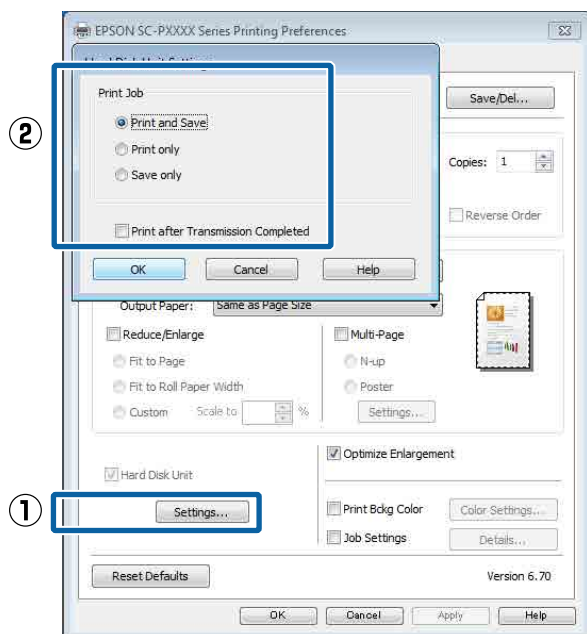 EPSON SC-PXXXX Series Printing Preferences
Print Job
Save/Del...
②
Print and Save
Print only
Copies: 1
Save only
Reverse Order
Print after Transmission Completed
OK Cancel Help
Output Paper: Same as Page Size
Reduce/Enlarge Multi-Page
Fit to Page N-up
Fit to Roll Paper Width Poster
Custom Scale to % Settings...
Optimize Enlargement
Hard Disk Unit
① Settings... Print Bckg Color Color Settings...
Job Settings Details...
Reset Defaults Version 6.70
OK Cancel Apply Help